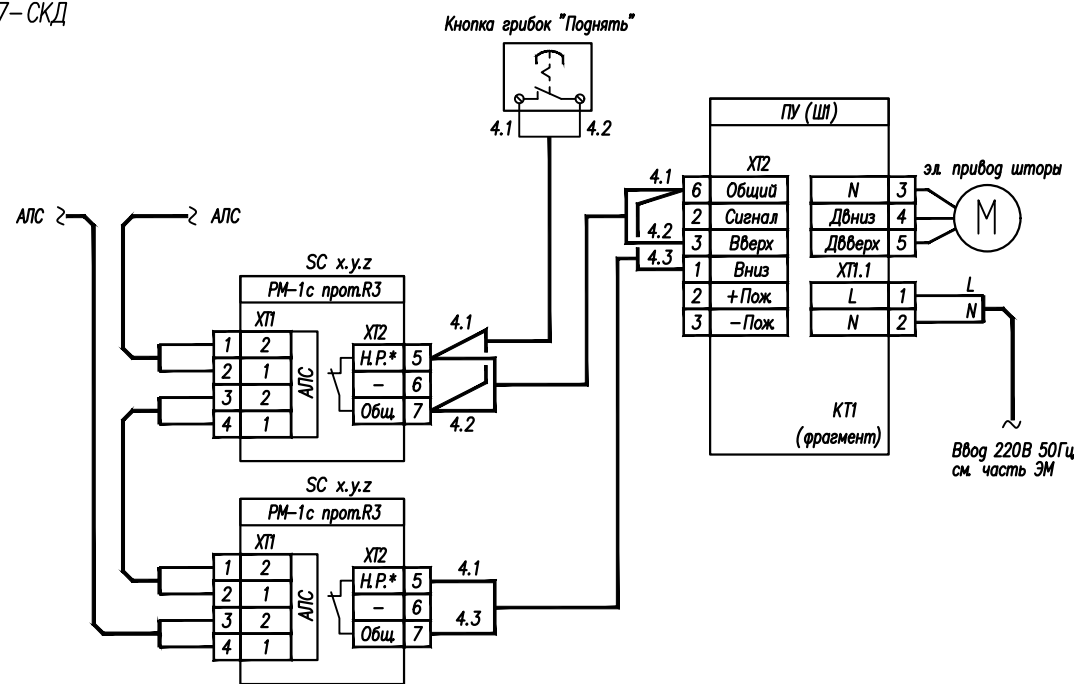 7-СКД
Кнопка грибок "Поднять"
4.1
4.2
ПУ (Ш1)
XT2
эл. привод шторы
4.1
6 Общий
N 3
2 Сигнал
Двниз 4
M
4.2
3 Вверх
Двверх 5
4.3
1 Вниз
XT1.1
2 +Пож.
L 1
L
3 -Пож.
N 2
N
КТ1
(фрагмент)
Ввод 220В 50Гц
см. часть ЭМ
АЛС
АЛС
SC x.y.z
РМ-1с прот.R3
XT1
XT2
4.1
1 2
Н.Р.* 5
2 1
АЛС
- 6
3 2
Общ. 7
4 1
4.2
SC x.y.z
РМ-1с прот.R3
XT1
XT2
4.1
1 2
Н.Р.* 5
2 1
АЛС
- 6
3 2
4.3
Общ. 7
4 1